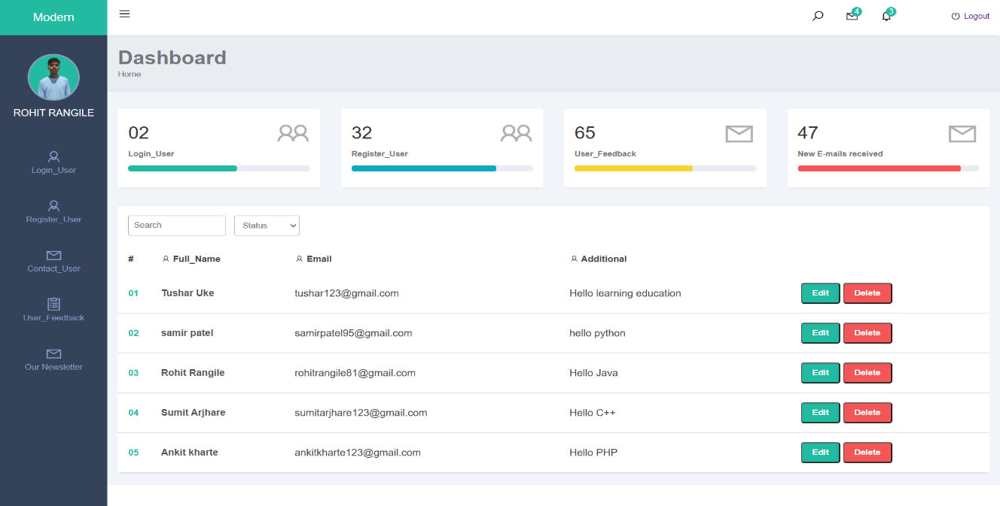 Modern
4
3
Logout
Dashboard
Home
ROHIT RANGILE
Login_User
Register_User
Contact_User
User_Feedback
Our Newsletter
02
Login_User
32
Register_User
65
User_Feedback
47
New E-mails received
Search
Status
# Full_Name Email Additional
01 Tushar Uke tushar123@gmail.com Hello learning education Edit Delete
02 samir patel samirpatel95@gmail.com hello python Edit Delete
03 Rohit Rangile rohitrangile81@gmail.com Hello Java Edit Delete
04 Sumit Arjhare sumitarjhare123@gmail.com Hello C++ Edit Delete
05 Ankit kharte ankitkharte123@gmail.com Hello PHP Edit Delete